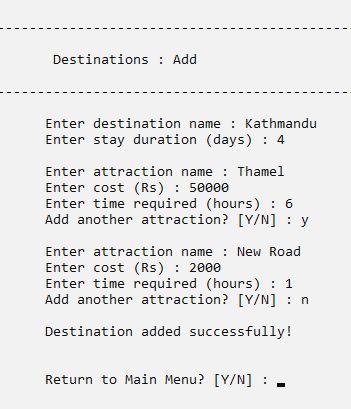 Destinations : Add
Enter destination name : Kathmandu
Enter stay duration (days) : 4
Enter attraction name : Thamel
Enter cost (Rs) : 50000
Enter time required (hours) : 6
Add another attraction? [Y/N] : y
Enter attraction name : New Road
Enter cost (Rs) : 2000
Enter time required (hours) : 1
Add another attraction? [Y/N] : n
Destination added successfully!
Return to Main Menu? [Y/N] :